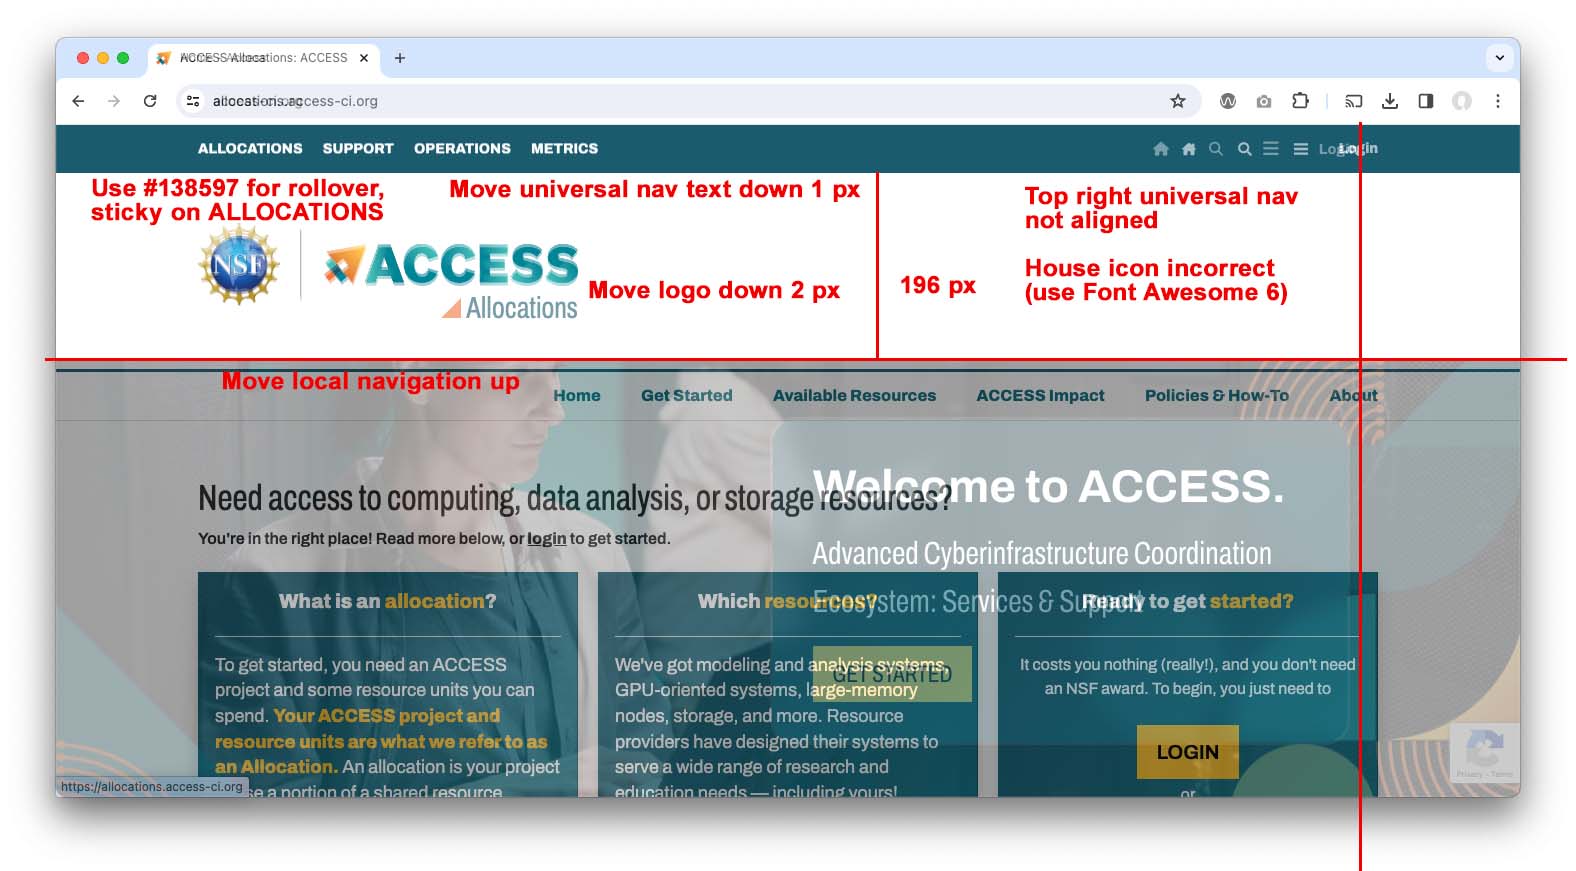 ACCESS Allocations: ACCESS
access-ci.org
ALLOCATIONS SUPPORT OPERATIONS METRICS
Login
Use #138597 for rollover,
sticky on ALLOCATIONS
Move universal nav text down 1 px
Top right universal nav
not aligned
NSF
ACCESS
Allocations
Move logo down 2 px
196 px
House icon incorrect
(use Font Awesome 6)
Move local navigation up
Home Get Started Available Resources ACCESS Impact Policies & How-To About
Welcome to ACCESS.
Need access to computing, data analysis, or storage resources?
You're in the right place! Read more below, or login to get started.
Advanced Cyberinfrastructure Coordination
Ecosystem: Services & Support
What is an allocation?
Which resources?
Ready to get started?
To get started, you need an ACCESS
project and some resource units you can
spend. Your ACCESS project and
resource units are what we refer to as
an Allocation. An allocation is your project
use a portion of a shared resource
We've got modeling and analysis systems,
GPU-oriented systems, large-memory
nodes, storage, and more. Resource
providers have designed their systems to
serve a wide range of research and
education needs — including yours!
GET STARTED
It costs you nothing (really!), and you don't need
an NSF award. To begin, you just need to
LOGIN
or
Privacy - Terms
https://allocations.access-ci.org